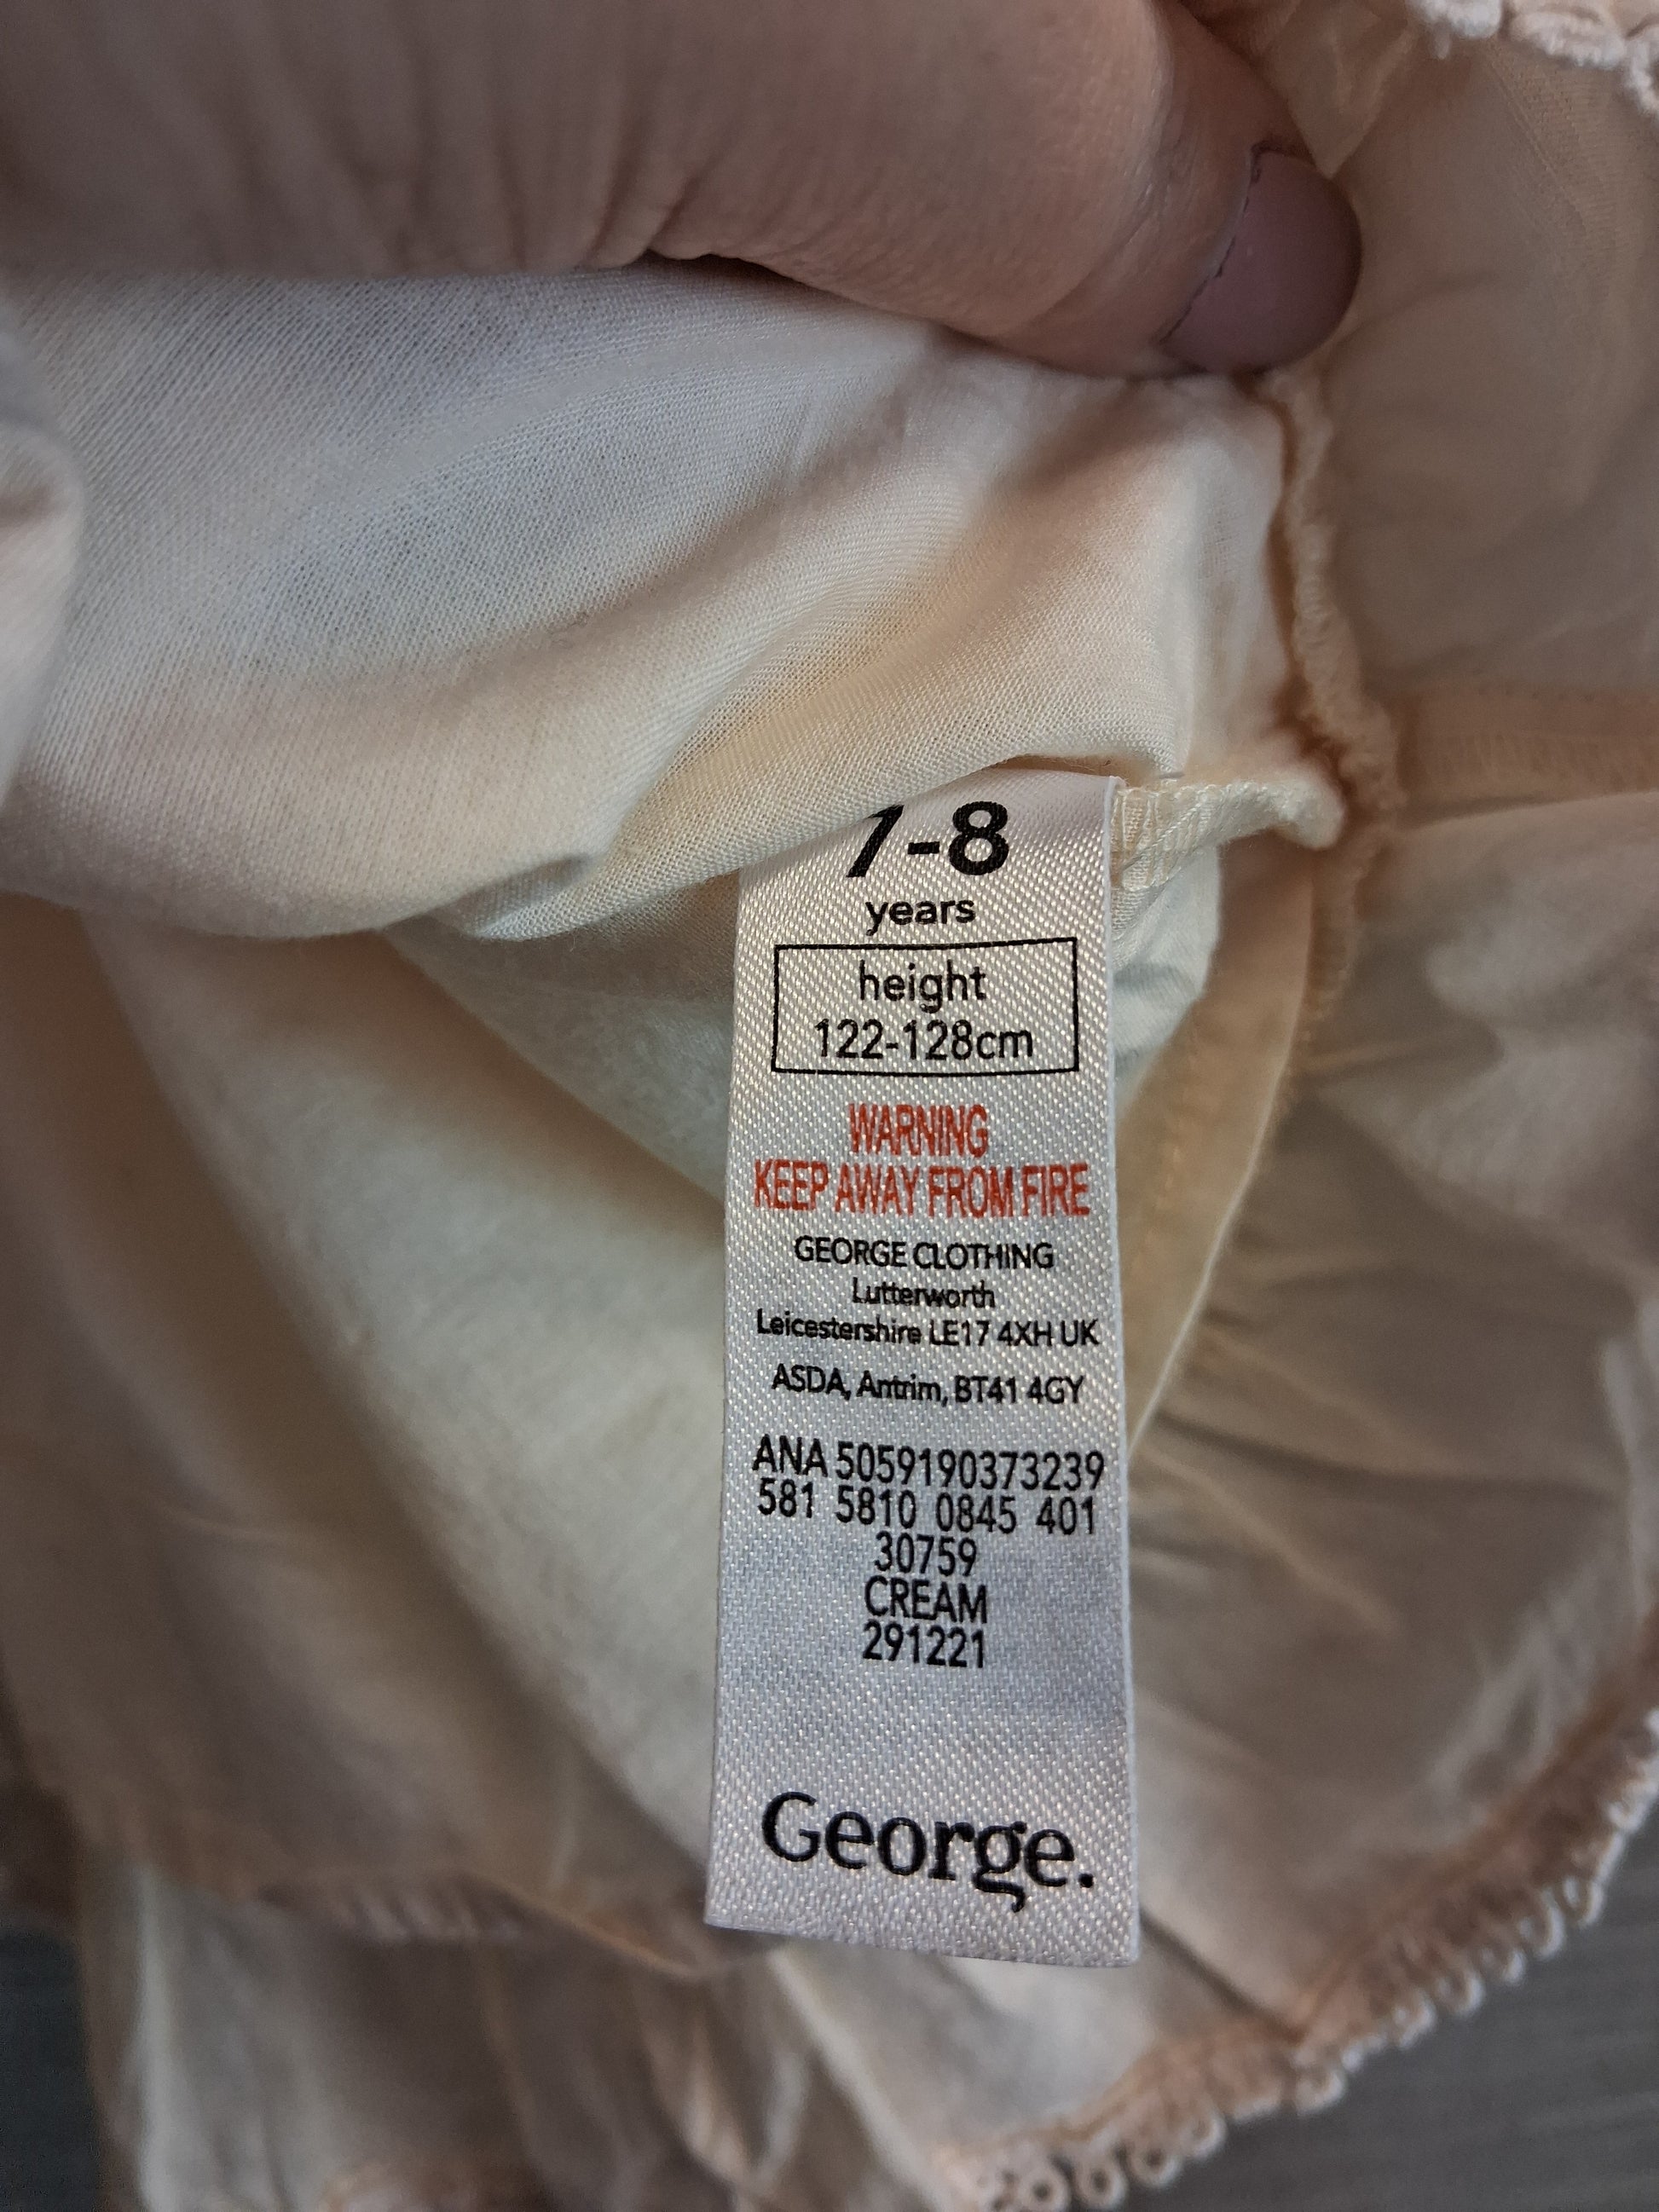 7-8
years
height
122-128cm
WARNING
KEEP AWAY FROM FIRE
GEORGE CLOTHING
Lutterworth
Leicestershire LE17 4XH UK
ASDA, Antrim, BT41 4GY
ANA 5059190373239
581 5810 0845 401
30759
CREAM
291221
George.